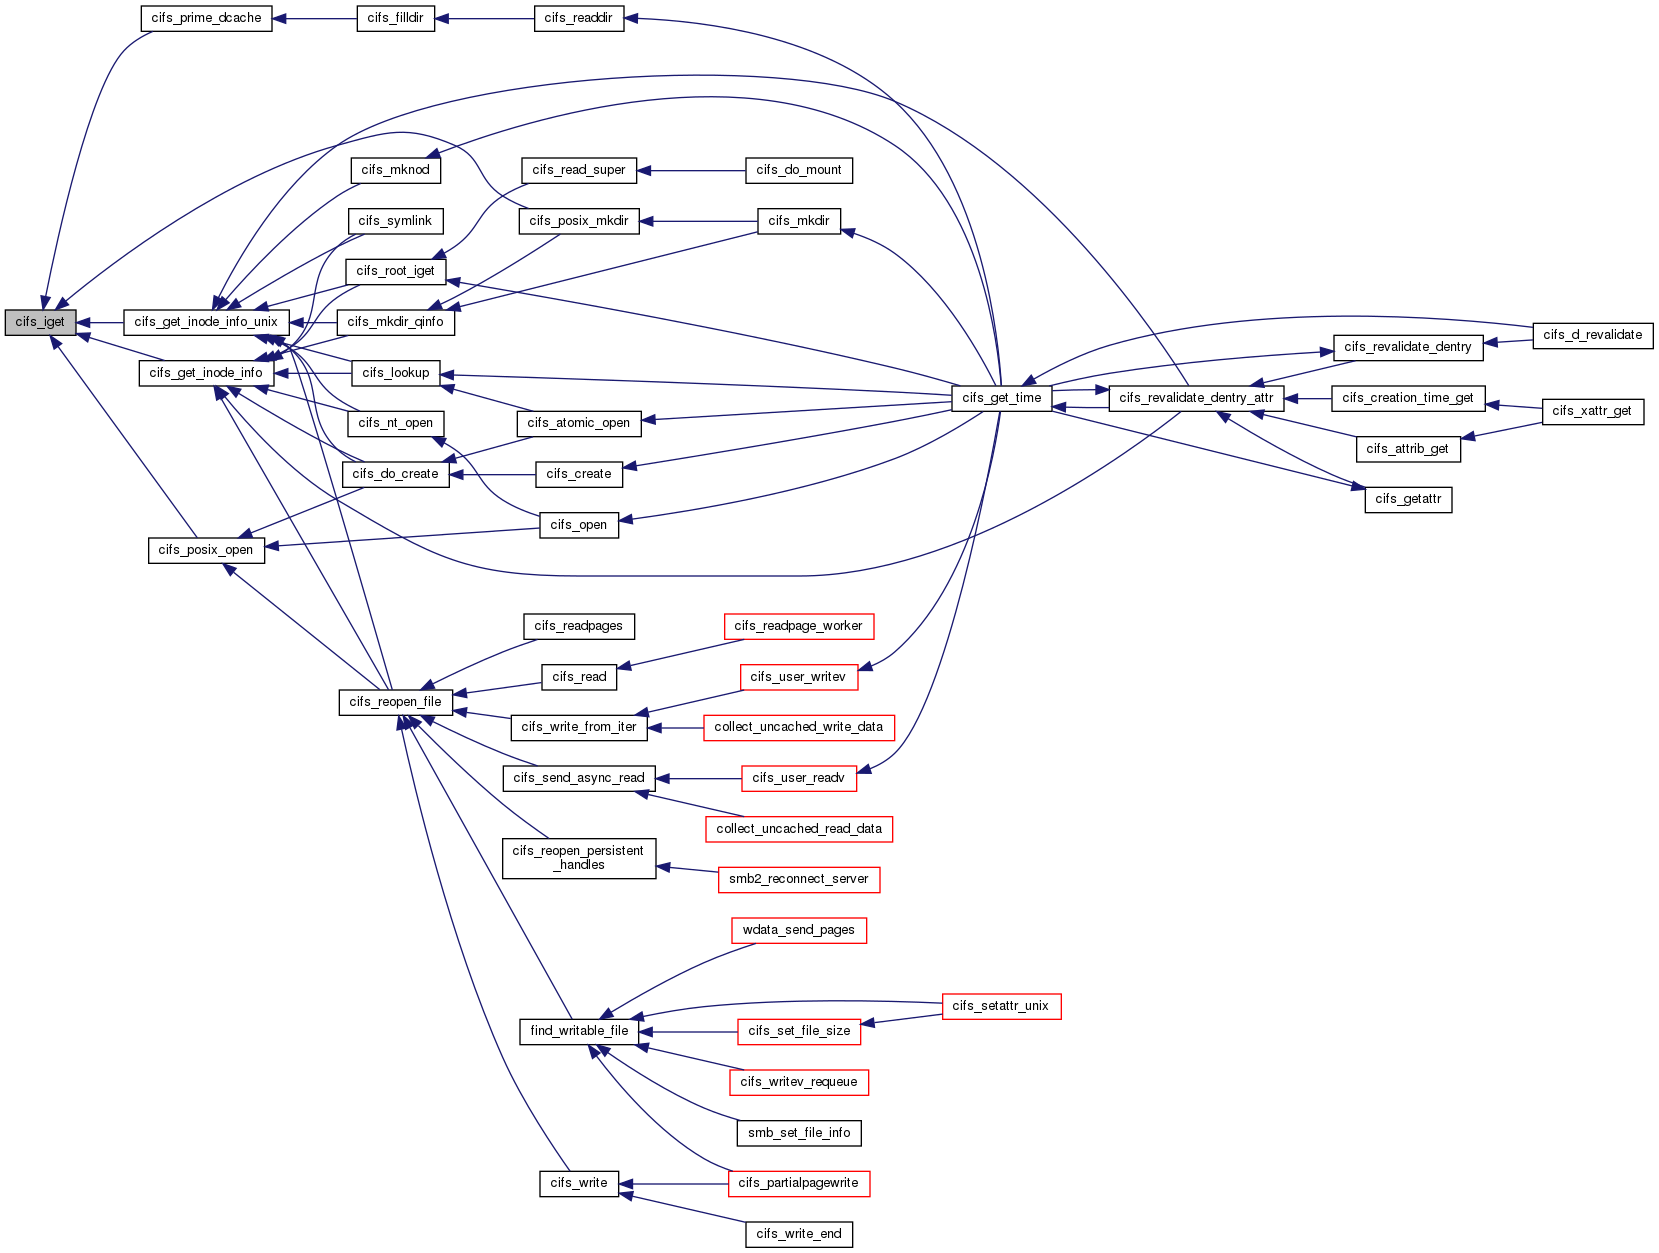 cifs_prime_dcache
cifs_filldir
cifs_readdir
cifs_mknod
cifs_read_super
cifs_do_mount
cifs_symlink
cifs_posix_mkdir
cifs_mkdir
cifs_root_iget
cifs_iget
cifs_get_inode_info_unix
cifs_mkdir_qinfo
cifs_d_revalidate
cifs_revalidate_dentry
cifs_get_inode_info
cifs_lookup
cifs_get_time
cifs_revalidate_dentry_attr
cifs_creation_time_get
cifs_xattr_get
cifs_nt_open
cifs_atomic_open
cifs_attrib_get
cifs_do_create
cifs_create
cifs_getattr
cifs_open
cifs_posix_open
cifs_readpages
cifs_readpage_worker
cifs_read
cifs_user_writev
cifs_reopen_file
cifs_write_from_iter
collect_uncached_write_data
cifs_send_async_read
cifs_user_readv
collect_uncached_read_data
cifs_reopen_persistent
_handles
smb2_reconnect_server
wdata_send_pages
cifs_setattr_unix
find_writable_file
cifs_set_file_size
cifs_writev_requeue
smb_set_file_info
cifs_write
cifs_partialpagewrite
cifs_write_end